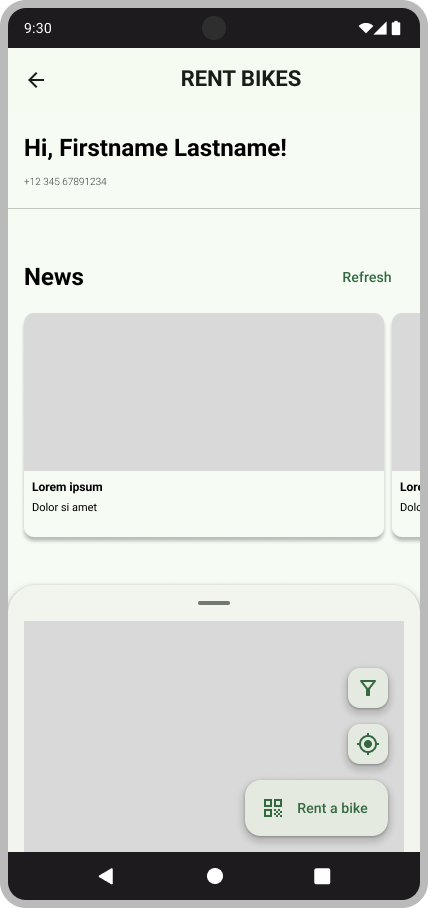 9:30
RENT BIKES
Hi, Firstname Lastname!
+12 345 67891234
News
Refresh
Lorem ipsum
Dolor si amet
Lore
Dolo
Rent a bike